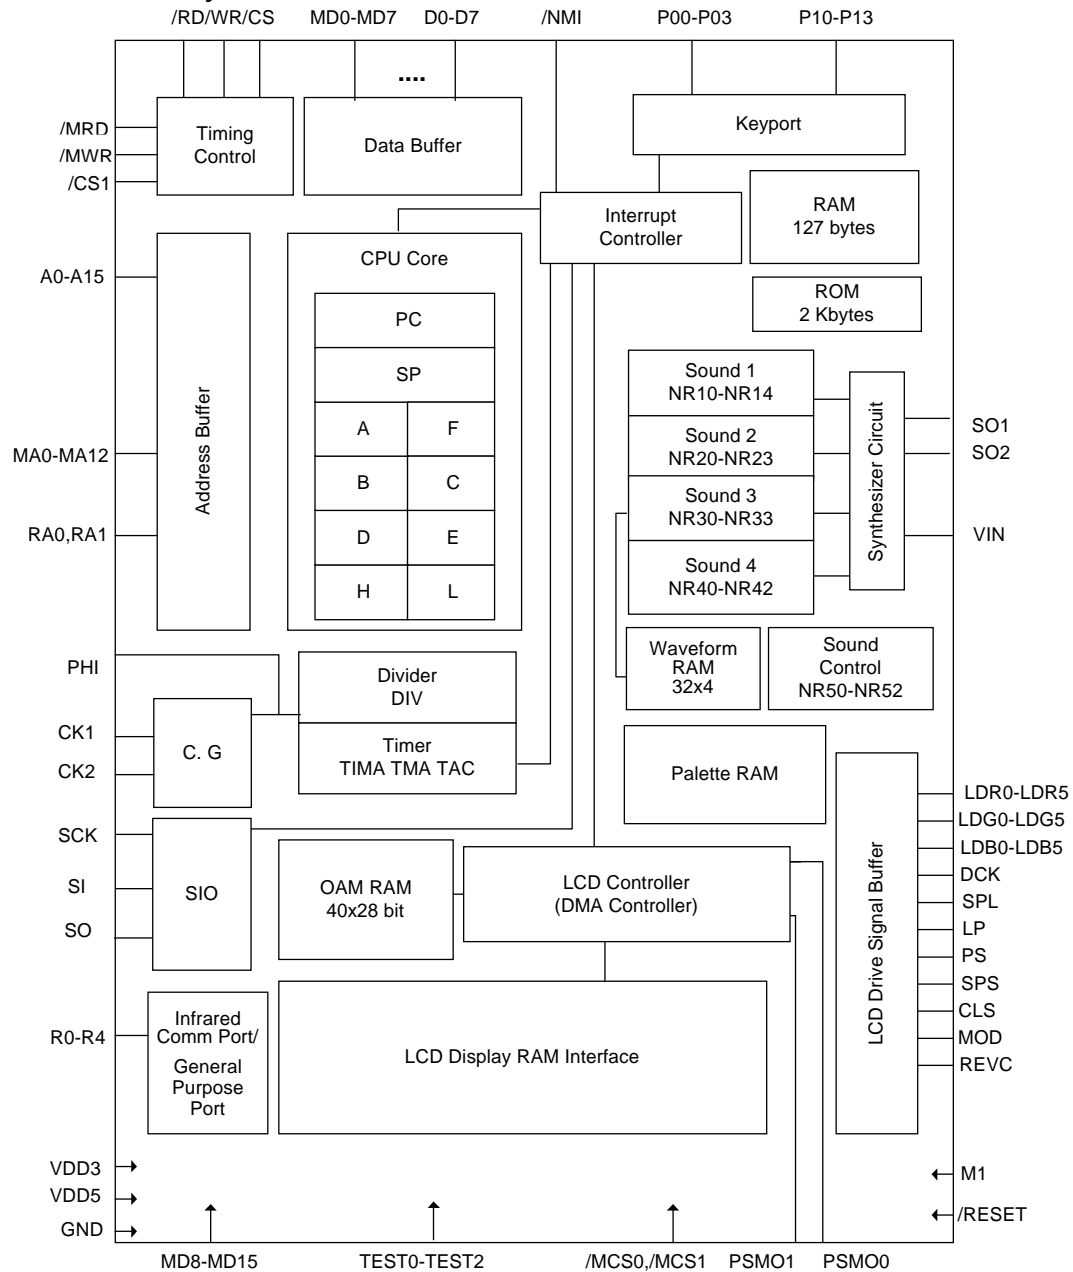 /RD/WR/CS MD0-MD7 D0-D7 /NMI P00-P03 P10-P13
....
/MRD
/MWR
/CS1
Timing
Control
Data Buffer
Keyport
Interrupt
Controller
RAM
127 bytes
ROM
2 Kbytes
A0-A15
MA0-MA12
RA0,RA1
Address Buffer
CPU Core
PC
SP
A F
B C
D E
H L
Sound 1
NR10-NR14
Sound 2
NR20-NR23
Sound 3
NR30-NR33
Sound 4
NR40-NR42
Synthesizer Circuit
SO1
SO2
VIN
Waveform
RAM
32x4
Sound
Control
NR50-NR52
PHI
CK1
CK2
C. G
Divider
DIV
Timer
TIMA TMA TAC
Palette RAM
SCK
SI
SO
SIO
OAM RAM
40x28 bit
LCD Controller
(DMA Controller)
LCD Drive Signal Buffer
LDR0-LDR5
LDG0-LDG5
LDB0-LDB5
DCK
SPL
LP
PS
SPS
CLS
MOD
REVC
R0-R4
Infrared
Comm Port/
General
Purpose
Port
LCD Display RAM Interface
VDD3
VDD5
GND
M1
/RESET
MD8-MD15 TEST0-TEST2 /MCS0,/MCS1 PSMO1 PSMO0